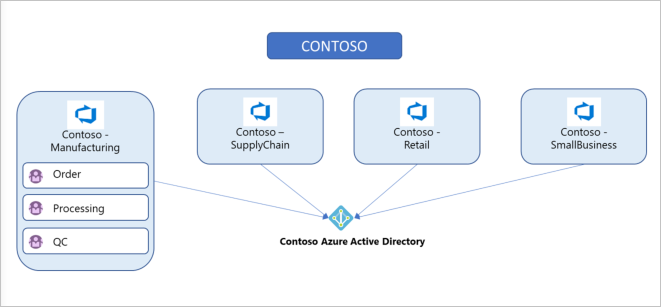 CONTOSO
Contoso -
Manufacturing
Order
Processing
QC
Contoso –
SupplyChain
Contoso -
Retail
Contoso -
SmallBusiness
Contoso Azure Active Directory